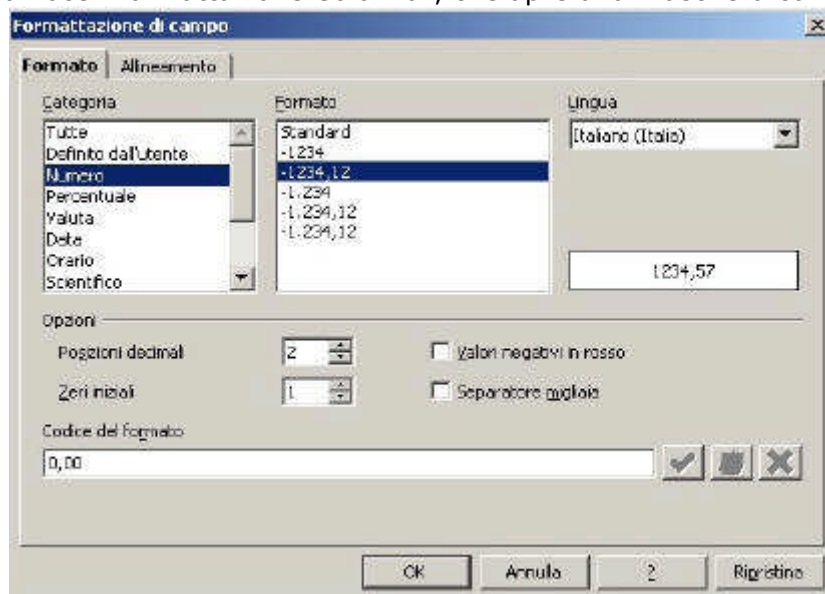 Formattazione di campo
Formato
Allineamento
Categoria
Tutte
Definito dall'utente
Numero
Percentuale
Valuta
Data
Orario
Scientifico
Formato
Standard
-1234
-1234,12
-1.234
-1.234,12
-1.234,12
Lingua
Italiano (Italia)
1234,57
Opzioni
Posizioni decimali
2
Valori negativi in rosso
Zeri iniziali
1
Separatore migliaia
Codice del formato
0,00
OK
Annulla
?
Ripristina